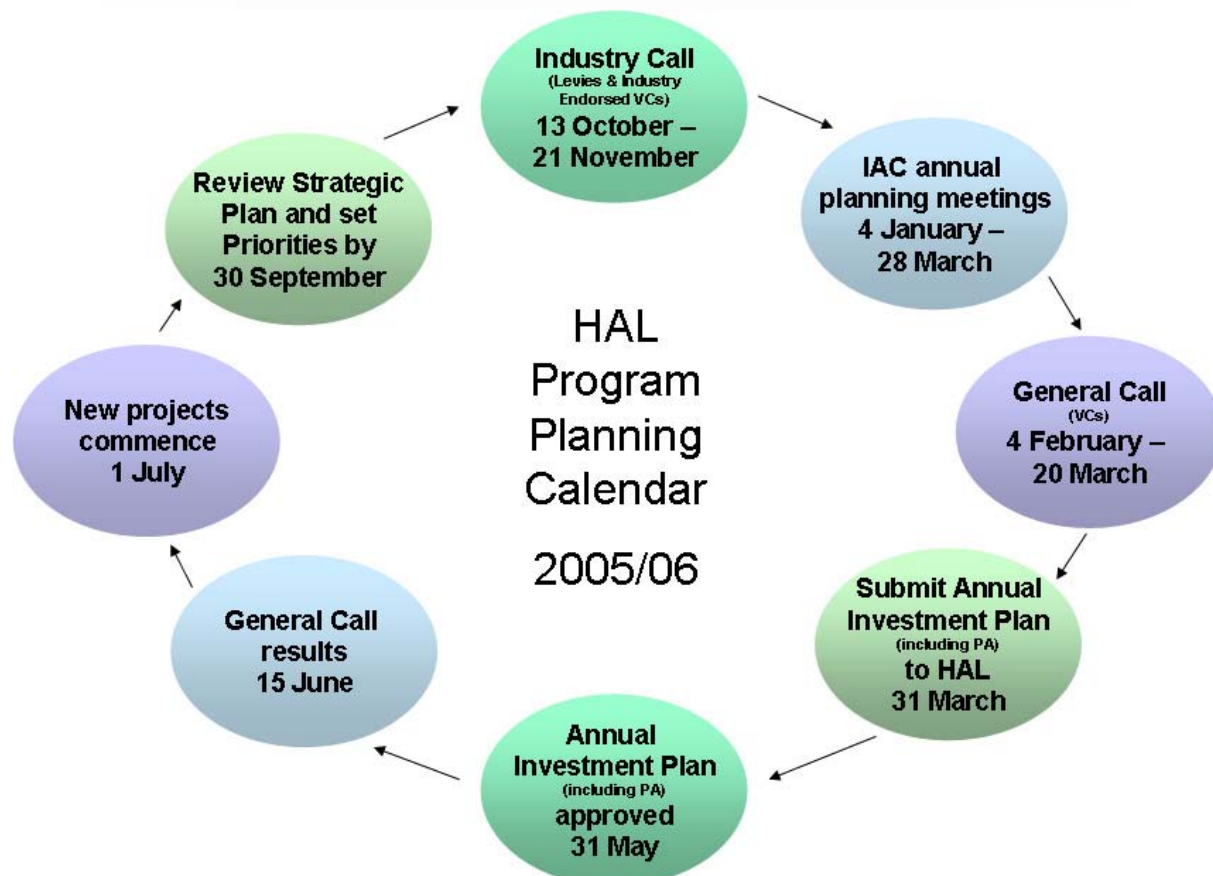 Industry Call
(Levies & Industry
Endorsed VCs)
13 October –
21 November
IAC annual
planning meetings
4 January –
28 March
General Call
(VCs)
4 February –
20 March
Submit Annual
Investment Plan
(including PA)
to HAL
31 March
Annual
Investment Plan
(including PA)
approved
31 May
General Call
results
15 June
New projects
commence
1 July
Review Strategic
Plan and set
Priorities by
30 September
HAL
Program
Planning
Calendar
2005/06